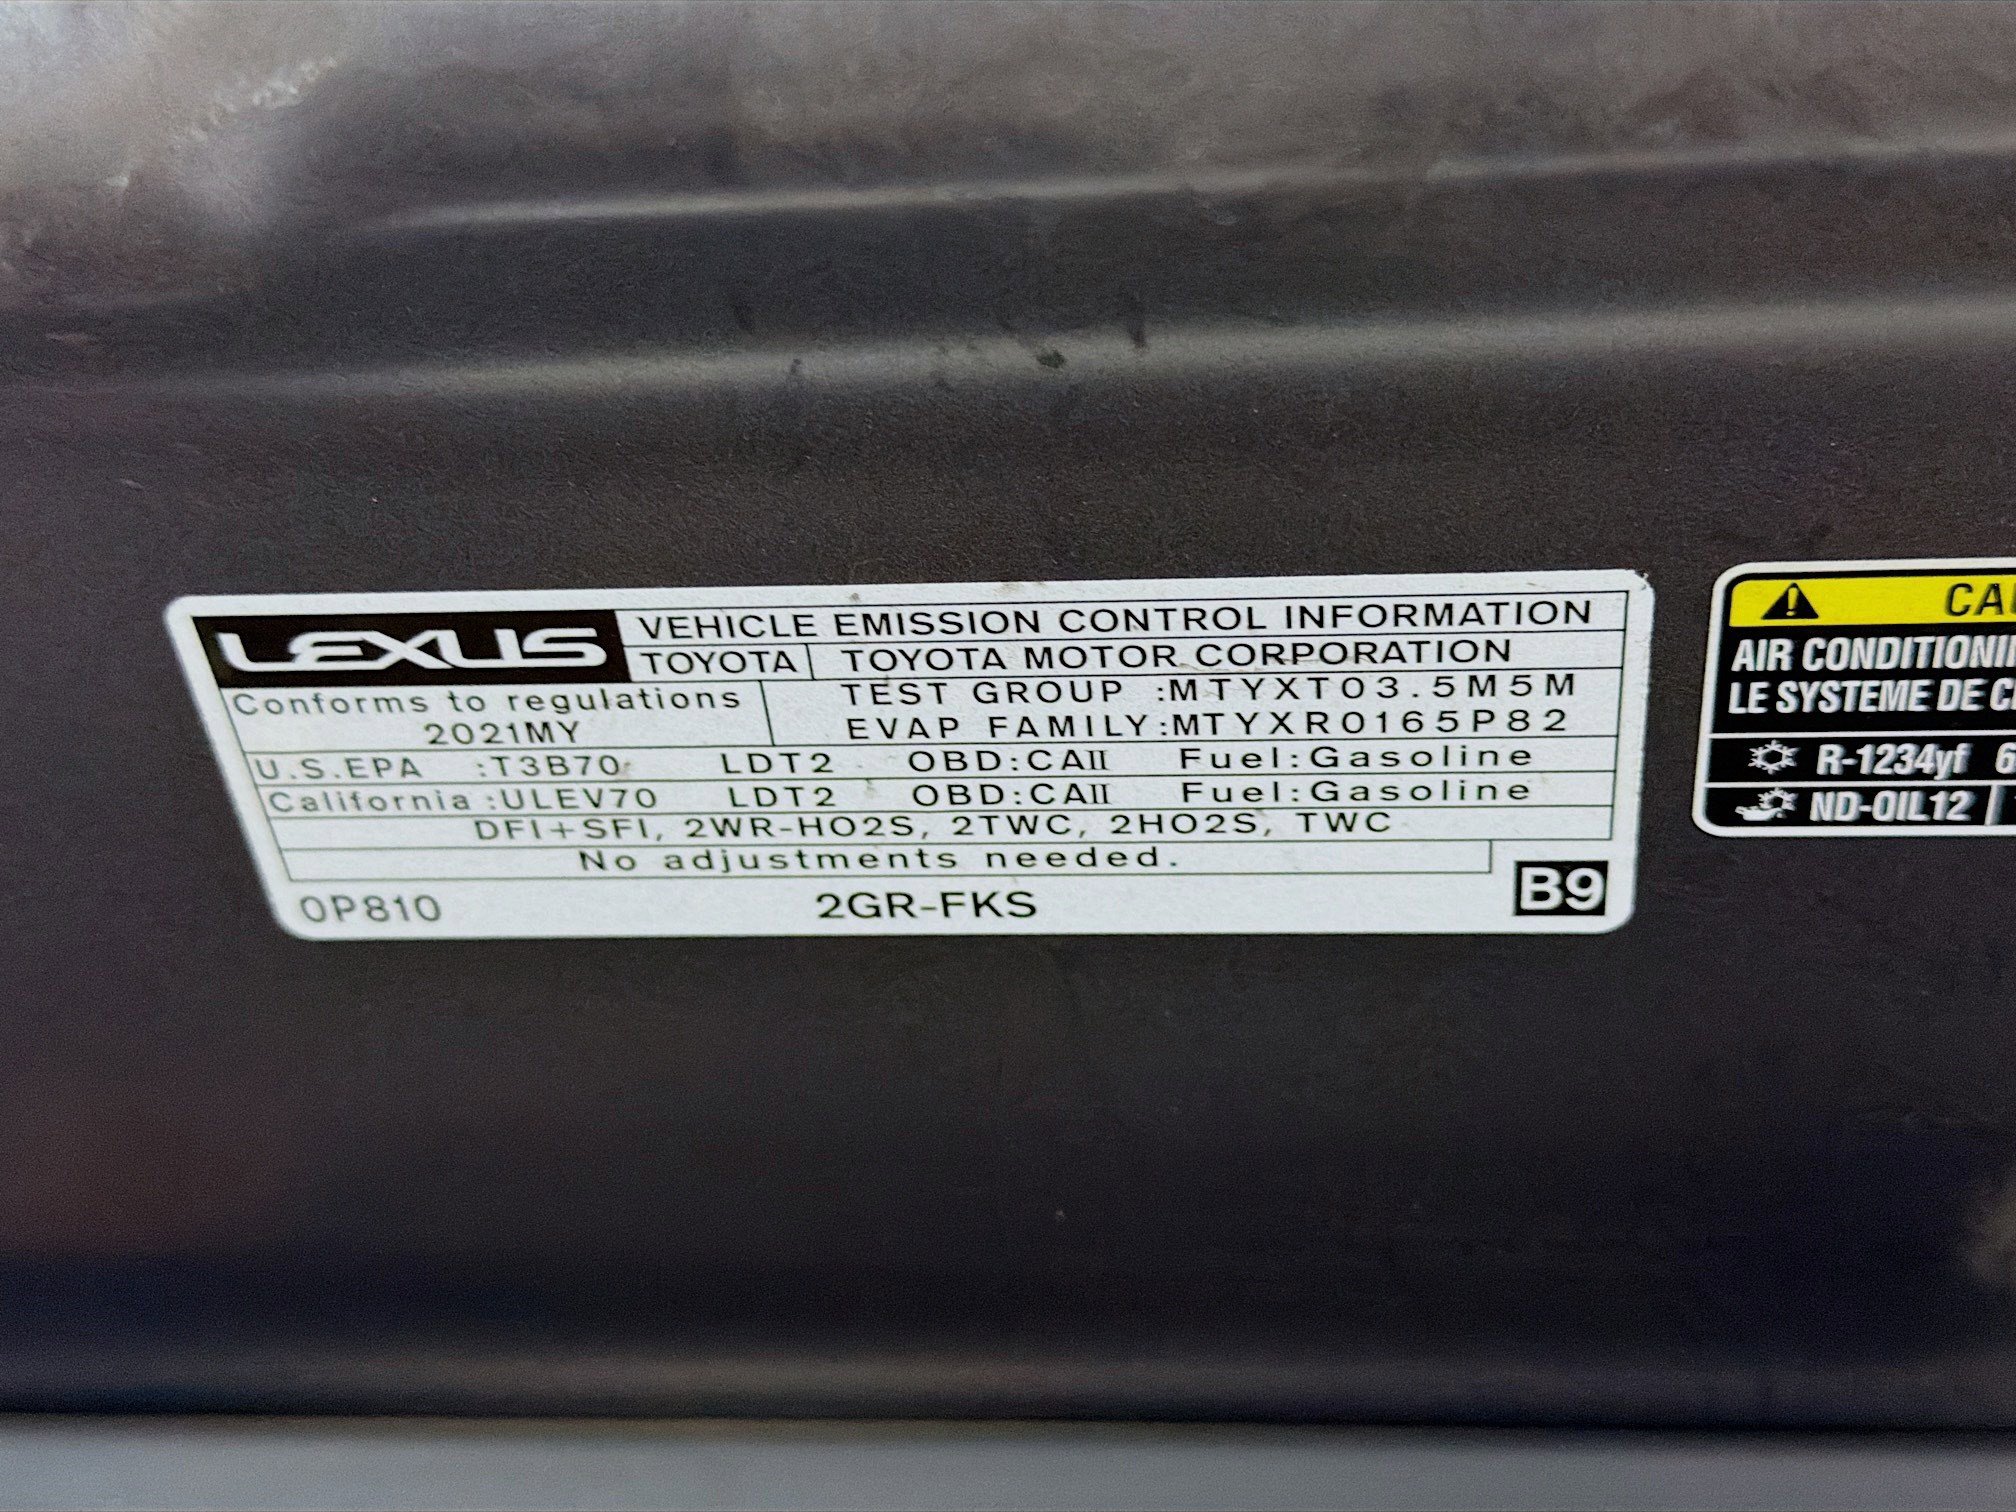 LEXUS VEHICLE EMISSION CONTROL INFORMATION
TOYOTA TOYOTA MOTOR CORPORATION
Conforms to regulations
2021MY
TEST GROUP :MTYXT03.5M5M
EVAP FAMILY:MTYXR0165P82
U.S.EPA :T3B70 LDT2 OBD:CAII Fuel:Gasoline
California :ULEV70 LDT2 OBD:CAII Fuel:Gasoline
DFI+SFI, 2WR-HO2S, 2TWC, 2HO2S, TWC
No adjustments needed.
0P810 2GR-FKS B9
AIR
LE SYSTEME DE
R-1234yf
ND-OIL12